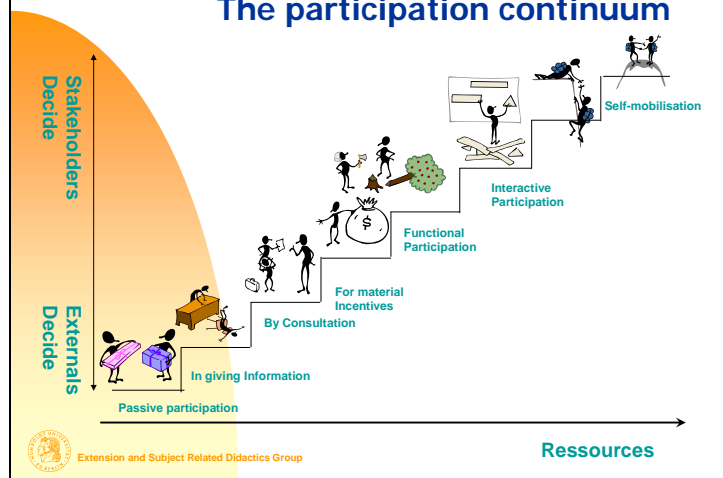 The participation continuum
Stakeholders
Decide
Externals
Decide
Self-mobilisation
Interactive
Participation
Functional
Participation
For material
Incentives
By Consultation
In giving Information
Passive participation
$
Ressources
Extension and Subject Related Didactics Group